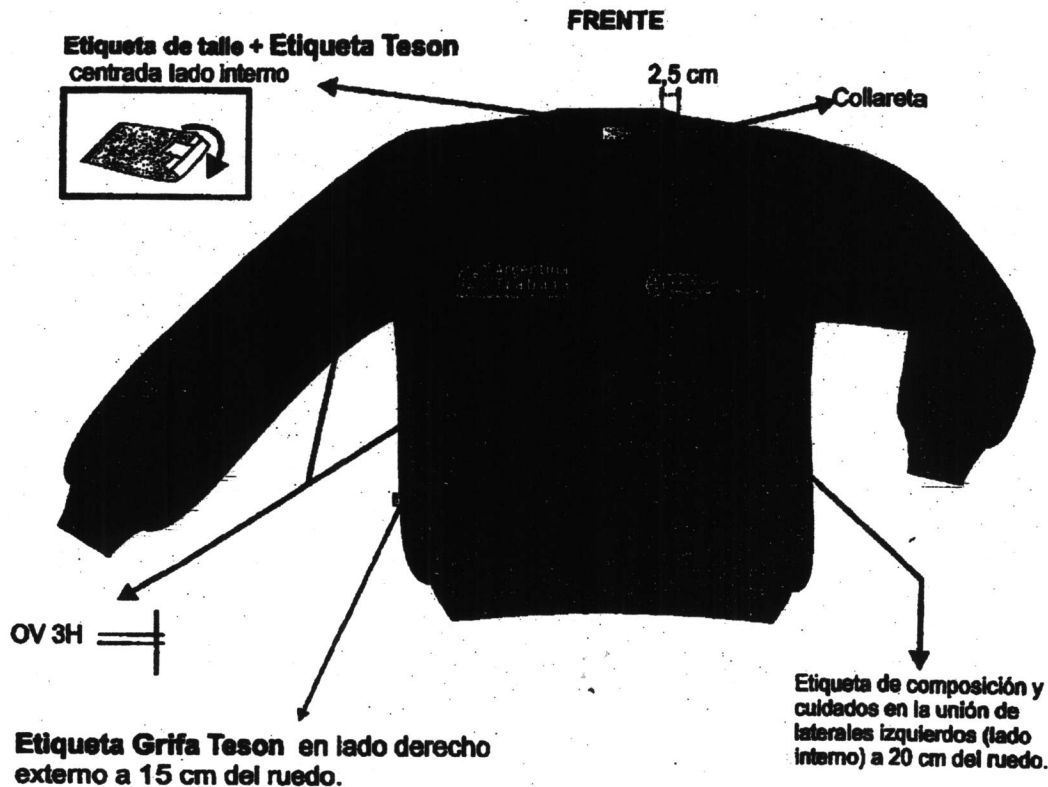 FRENTE
Etiqueta de talle + Etiqueta Teson
centrada lado interno
2,5 cm
Collareta
Argentina
Trabaja
OV 3H
Etiqueta Grifa Teson en lado derecho
externo a 15 cm del ruedo.
Etiqueta de composición y
cuidados en la unión de
laterales izquierdos (lado
interno) a 20 cm del ruedo.